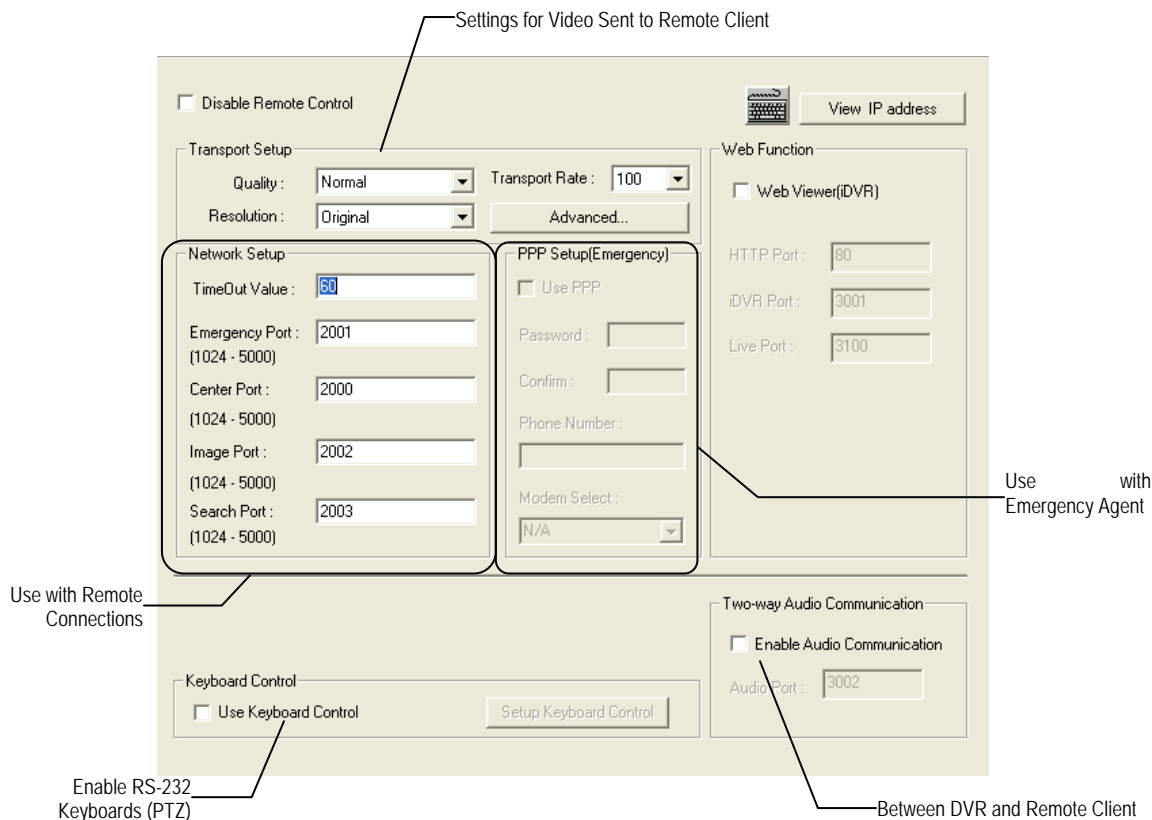 Settings for Video Sent to Remote Client
Disable Remote Control
View IP address
Transport Setup
Quality :
Normal
Transport Rate :
100
Resolution :
Original
Advanced...
Web Function
Web Viewer(iDVR)
HTTP Port :
80
iDVR Port :
3001
Live Port :
3100
Network Setup
TimeOut Value :
60
Emergency Port :
2001
(1024 - 5000)
Center Port :
2000
(1024 - 5000)
Image Port :
2002
(1024 - 5000)
Search Port :
2003
(1024 - 5000)
PPP Setup(Emergency)
Use PPP
Password :
Confirm :
Phone Number :
Modem Select :
N/A
Use with
Emergency Agent
Use with Remote
Connections
Two-way Audio Communication
Enable Audio Communication
Audio Port :
3002
Keyboard Control
Use Keyboard Control
Setup Keyboard Control
Enable RS-232
Keyboards (PTZ)
Between DVR and Remote Client